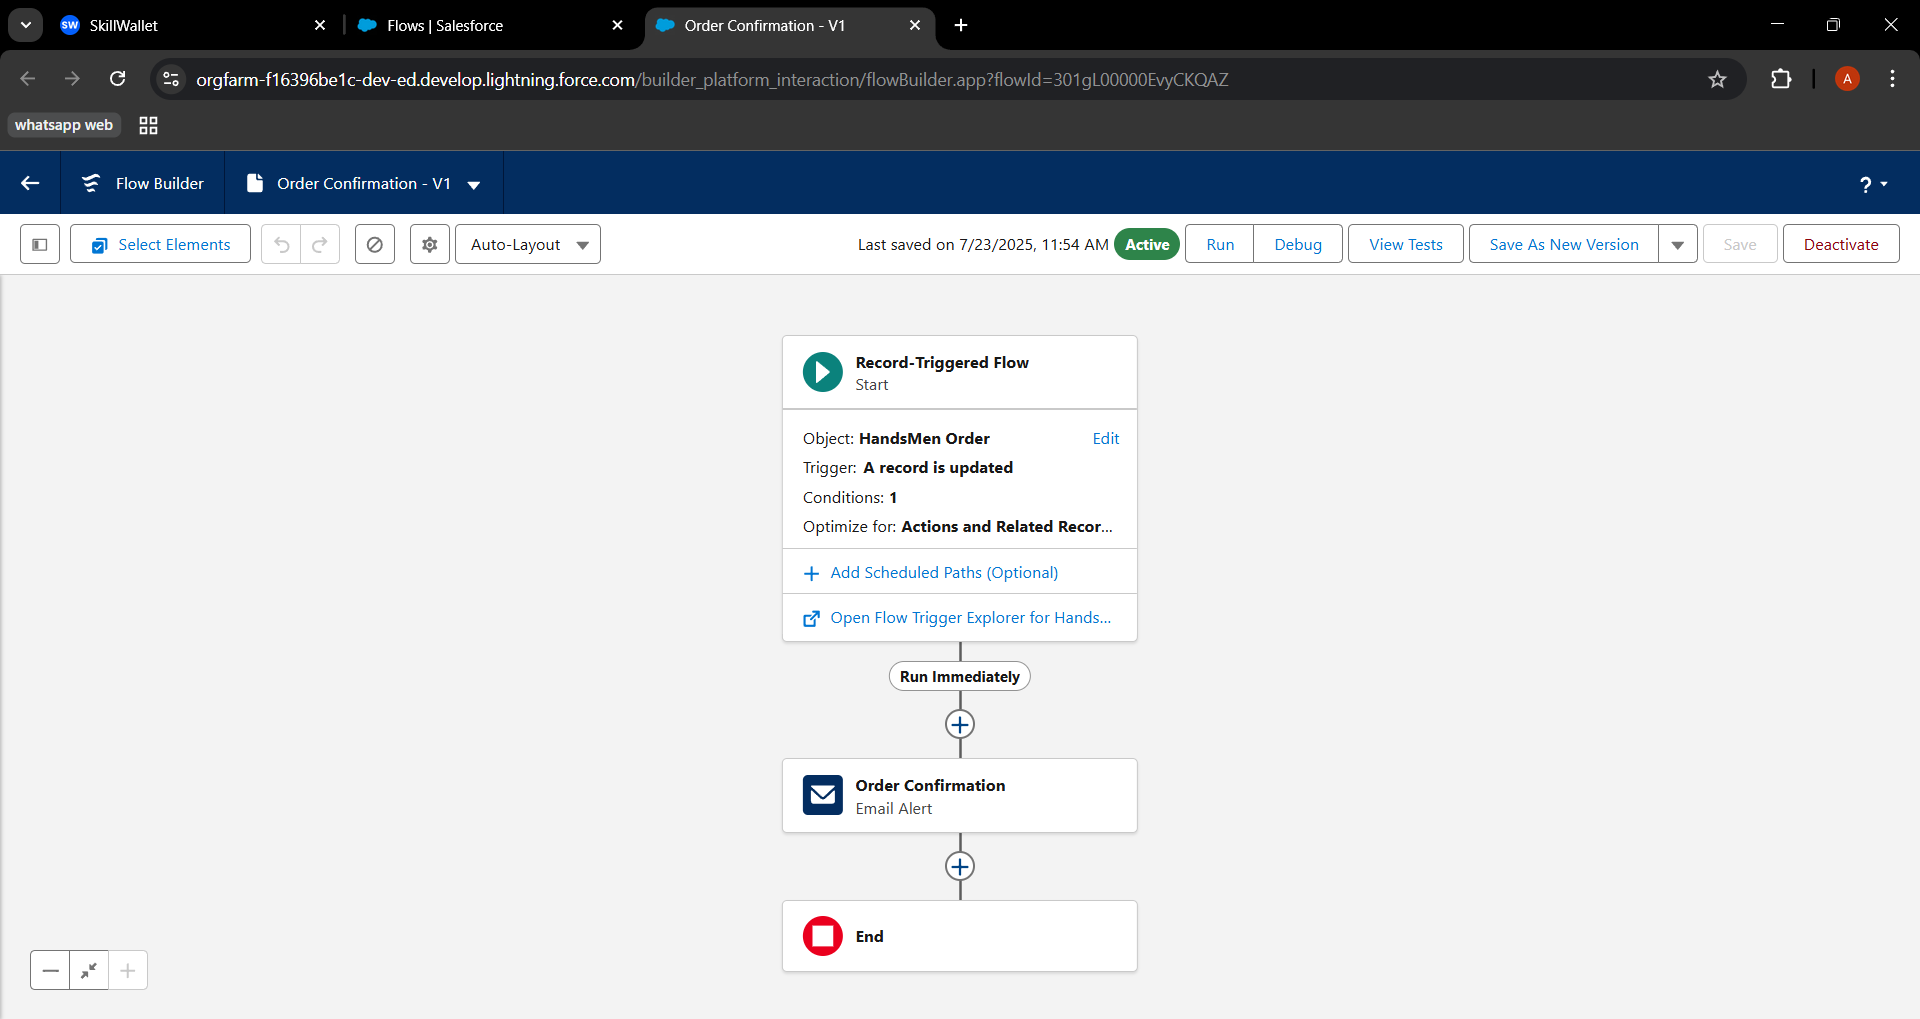 SW SkillWallet
Flows | Salesforce
Order Confirmation - V1
orgfarm-f16396be1c-dev-ed.develop.lightning.force.com/builder_platform_interaction/flowBuilder.app?flowId=301gL00000EvyCKQAZ
A
whatsapp web
Flow Builder
Order Confirmation - V1
?
Select Elements
Auto-Layout
Last saved on 7/23/2025, 11:54 AM
Active
Run
Debug
View Tests
Save As New Version
Save
Deactivate
Record-Triggered Flow
Start
Object: HandsMen Order
Edit
Trigger: A record is updated
Conditions: 1
Optimize for: Actions and Related Recor...
Add Scheduled Paths (Optional)
Open Flow Trigger Explorer for Hands...
Run Immediately
Order Confirmation
Email Alert
End